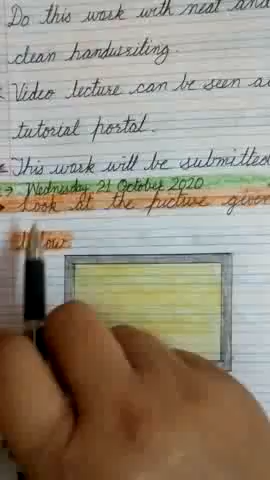 Do this work with neat and
clean handwriting.
Video lecture can be seen a
tutorial portal.
This work will be submitted
→ Wednesday, 21 October 2020
Look at the picture given
below